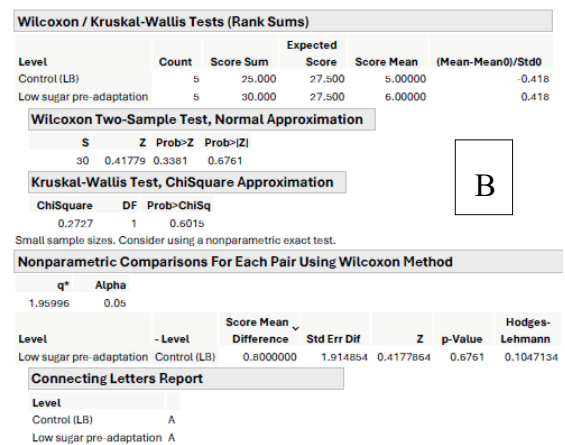 Wilcoxon / Kruskal-Wallis Tests (Rank Sums)
Expected
Level Count Score Sum Score Score Mean (Mean-Mean0)/Std0
Control (LB) 5 25.000 27.500 5.00000 -0.418
Low sugar pre-adaptation 5 30.000 27.500 6.00000 0.418
Wilcoxon Two-Sample Test, Normal Approximation
S Z Prob>Z Prob>|Z|
30 0.41779 0.3381 0.6761
B
Kruskal-Wallis Test, ChiSquare Approximation
ChiSquare DF Prob>ChiSq
0.2727 1 0.6015
Small sample sizes. Consider using a nonparametric exact test.
Nonparametric Comparisons For Each Pair Using Wilcoxon Method
q* Alpha
1.95996 0.05
Score Mean Hodges-
Level - Level Difference Std Err Dif Z p-Value Lehmann
Low sugar pre-adaptation Control (LB) 0.8000000 1.914854 0.4177864 0.6761 0.1047134
Connecting Letters Report
Level
Control (LB) A
Low sugar pre-adaptation A